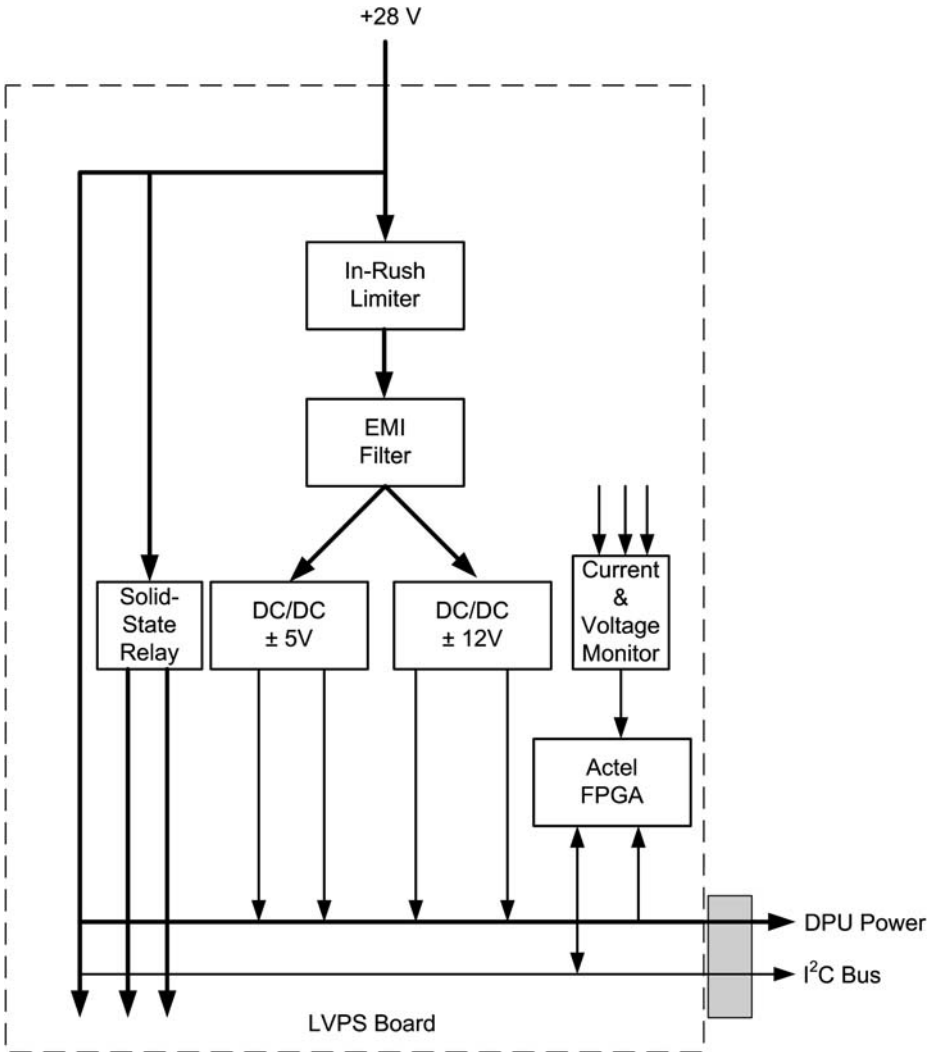 +28 V
In-Rush
Limiter
EMI
Filter
Solid-
State
Relay
DC/DC
± 5V
DC/DC
± 12V
Current
&
Voltage
Monitor
Actel
FPGA
DPU Power
I²C Bus
LVPS Board